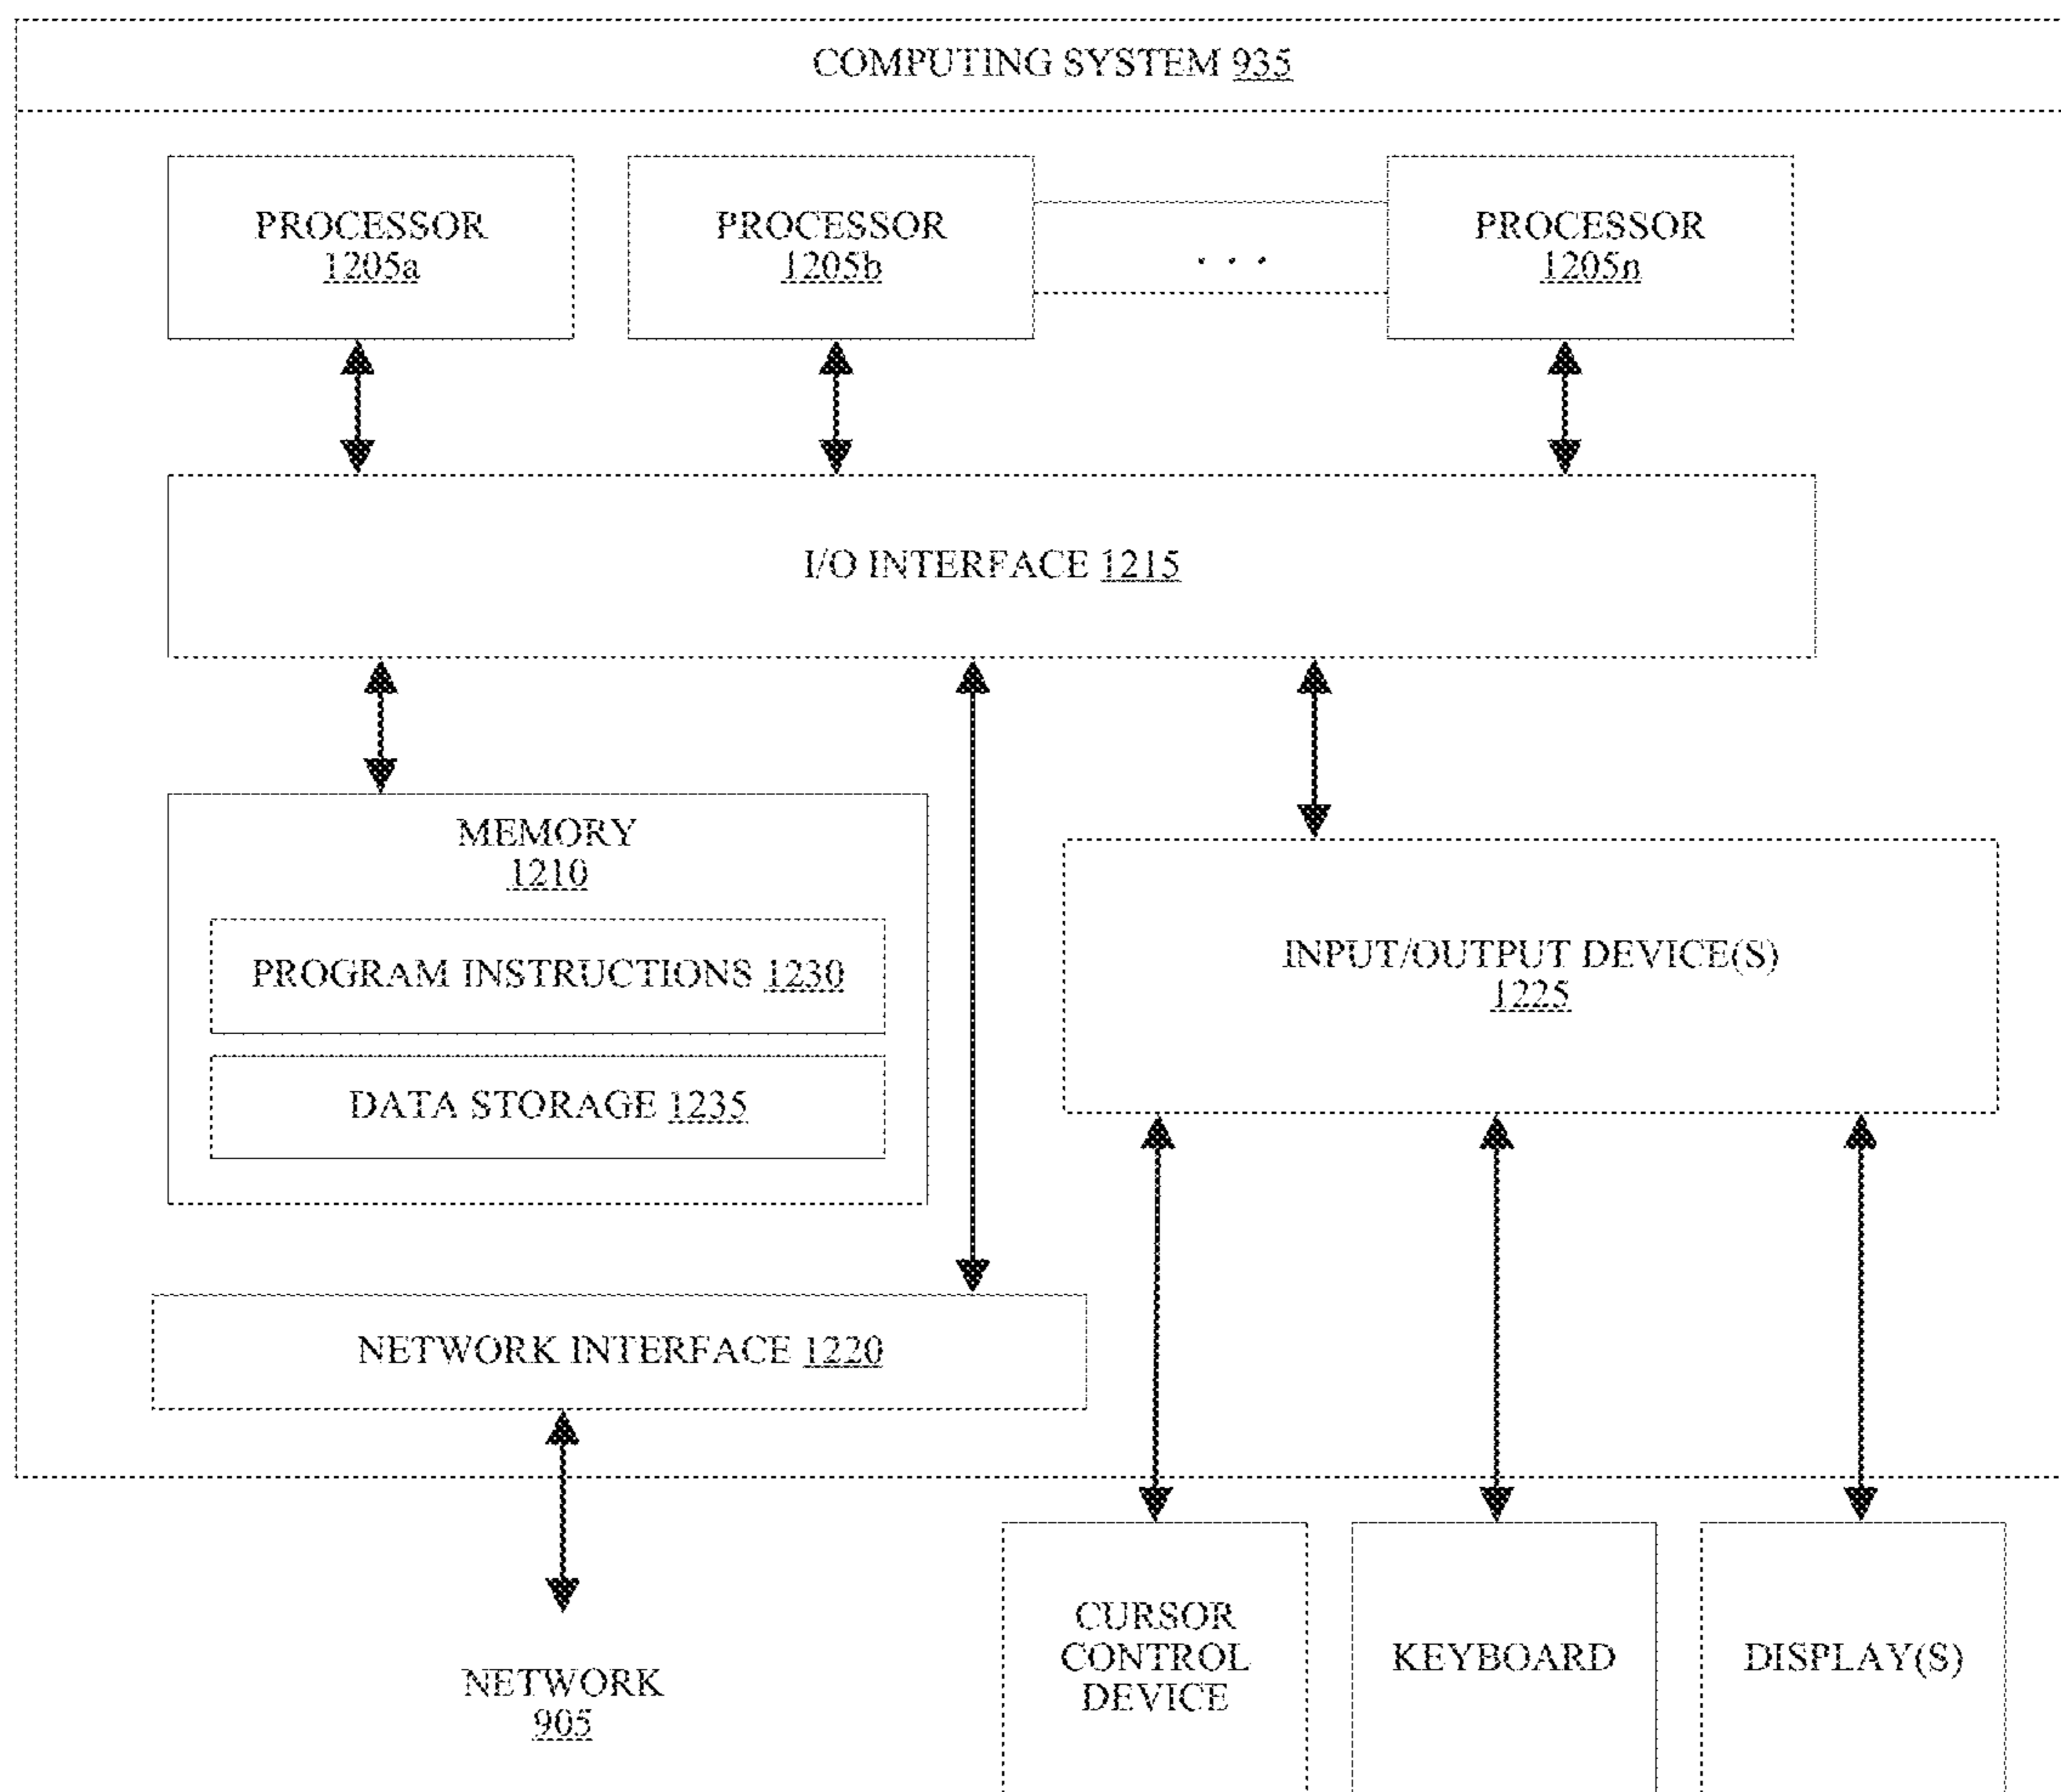 COMPUTING SYSTEM 935
PROCESSOR
1205a
PROCESSOR
1205b
. . .
PROCESSOR
1205n
I/O INTERFACE 1215
MEMORY
1210
PROGRAM INSTRUCTIONS 1230
DATA STORAGE 1235
INPUT/OUTPUT DEVICE(S)
1225
NETWORK INTERFACE 1220
NETWORK
905
CURSOR
CONTROL
DEVICE
KEYBOARD
DISPLAY(S)